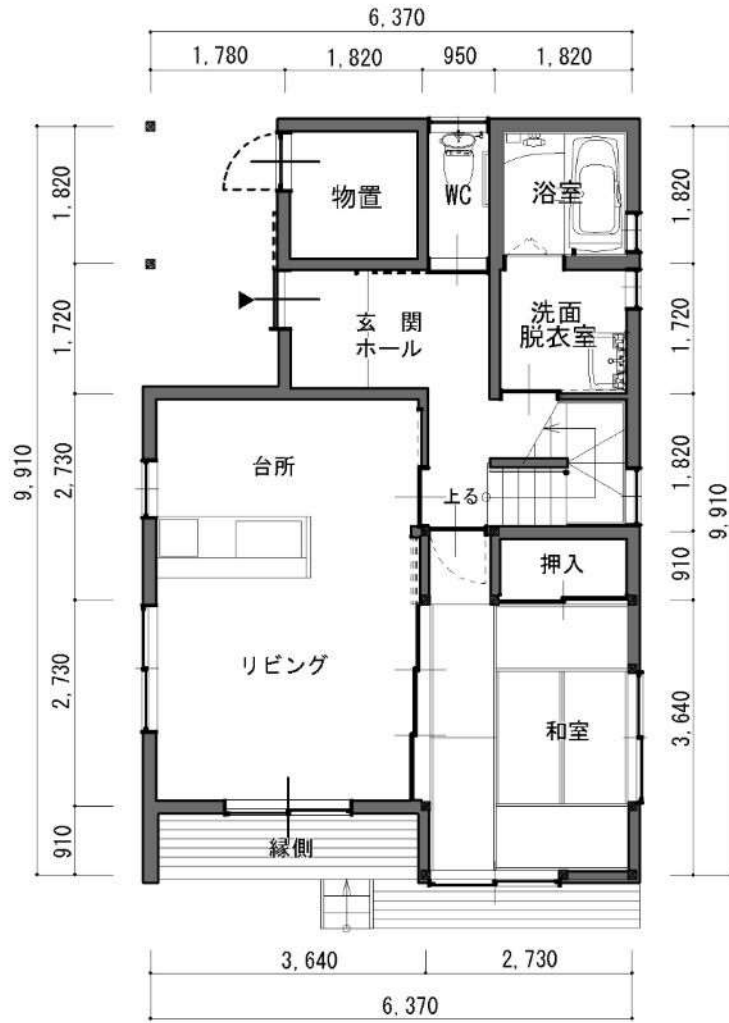 6,370
1,780
1,820
950
1,820
9,910
1,820
1,720
2,730
2,730
910
物置
WC
浴室
玄 関
ホール
洗面
脱衣室
台所
上る
押入
リビング
和室
縁側
1,820
1,720
1,820
910
3,640
9,910
3,640
2,730
6,370